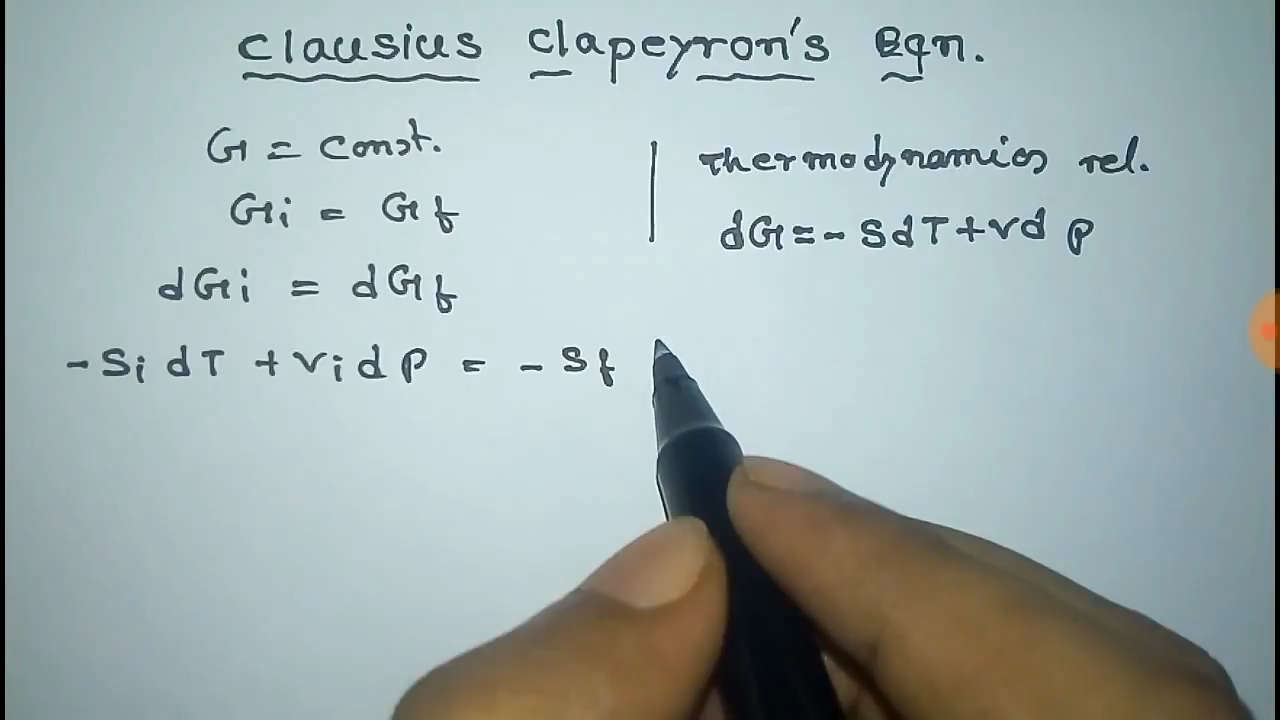 Clausius Clapeyron's Eqn.
G = Const.
Gi = Gf
dGi = dGf
-Si dT + Vi dP = - Sf
thermodynamics rel.
dG = - SdT + VdP